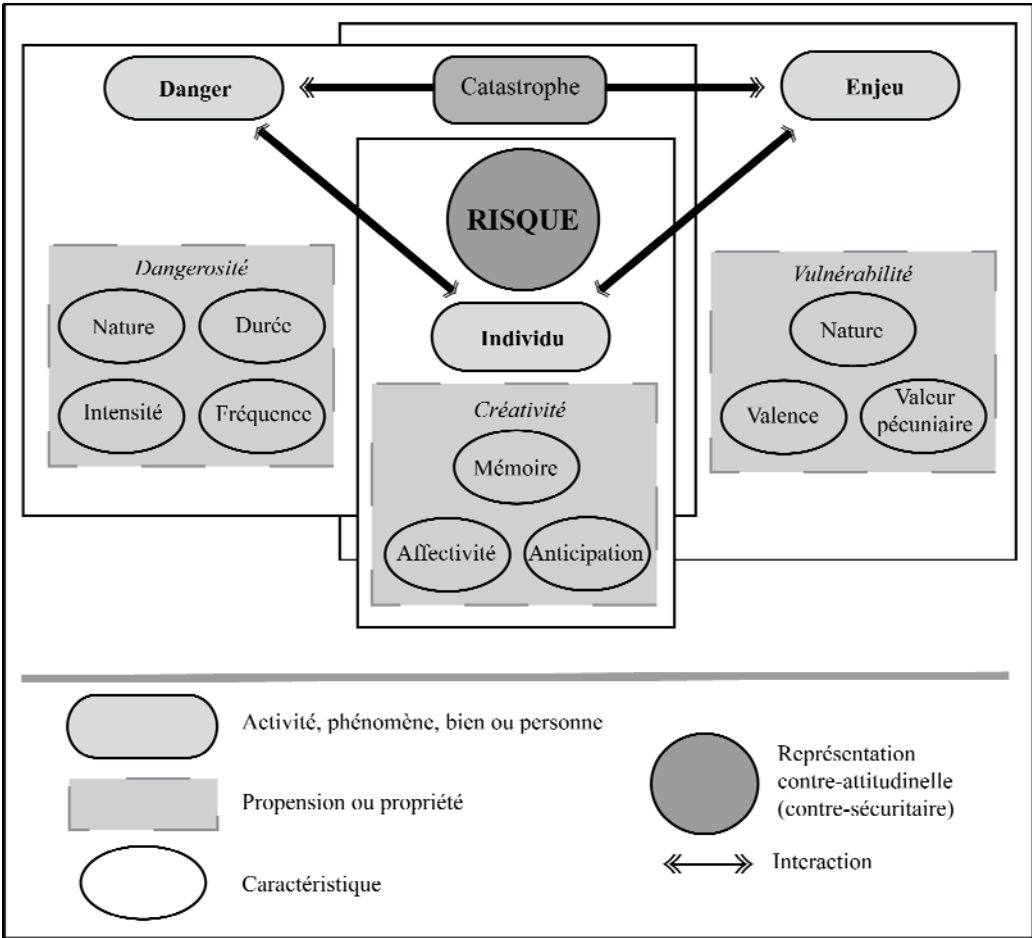 Danger
Catastrophe
Enjeu
RISQUE
Dangerosité
Nature
Durée
Intensité
Fréquence
Individu
Vulnérabilité
Nature
Valence
Valeur
pécuniaire
Créativité
Mémoire
Affectivité
Anticipation
Activité, phénomène, bien ou personne
Propension ou propriété
Caractéristique
Représentation
contre-attitudinelle
(contre-sécuritaire)
Interaction